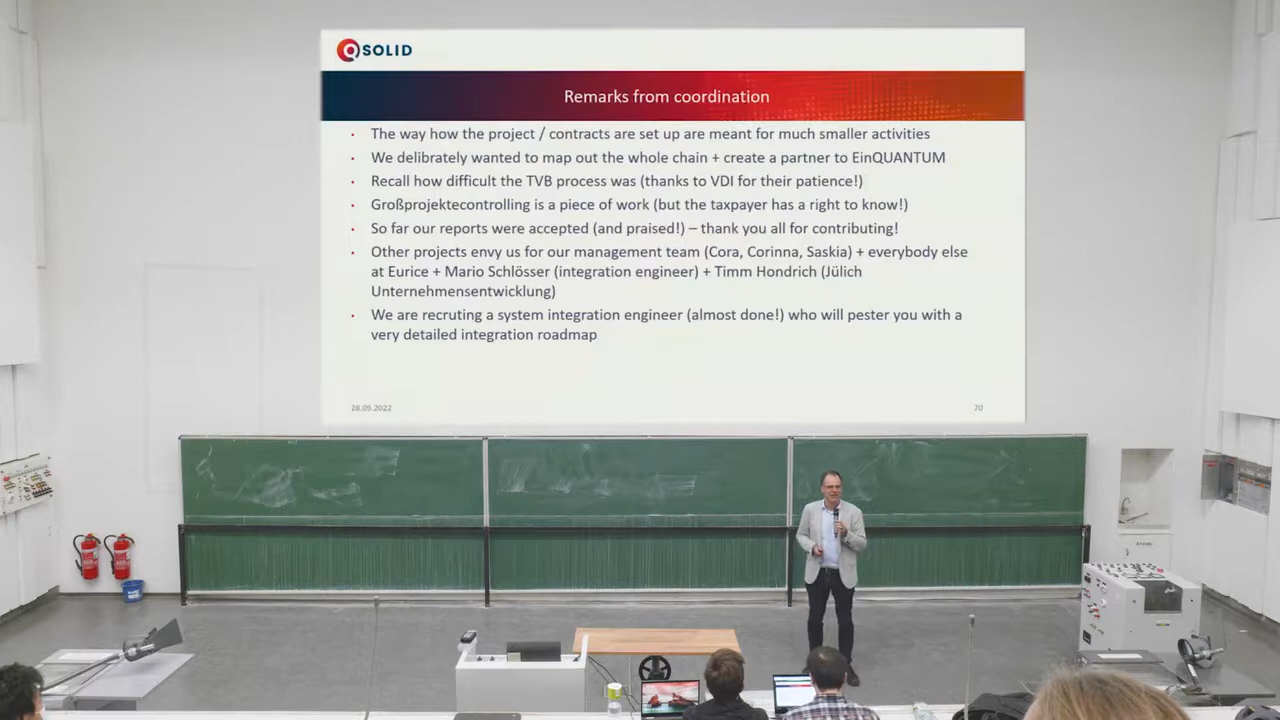 QSOLID
Remarks from coordination
• The way how the project / contracts are set up are meant for much smaller activities
• We delibrately wanted to map out the whole chain + create a partner to EinQUANTUM
• Recall how difficult the TVB process was (thanks to VDI for their patience!)
• Großprojektecontrolling is a piece of work (but the taxpayer has a right to know!)
• So far our reports were accepted (and praised!) – thank you all for contributing!
• Other projects envy us for our management team (Cora, Corinna, Saskia) + everybody else
at Eurice + Mario Schlösser (integration engineer) + Timm Hondrich (Jülich
Unternehmensentwicklung)
• We are recruting a system integration engineer (almost done!) who will pester you with a
very detailed integration roadmap
28.09.2022
70